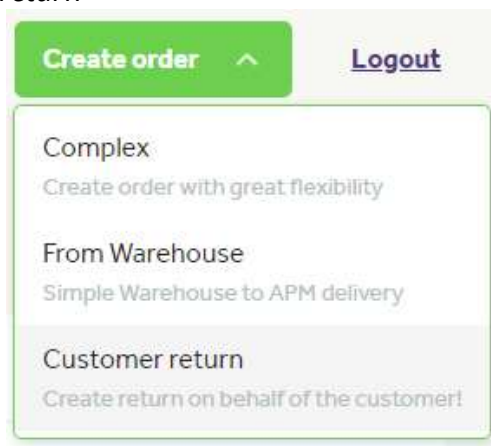 Create order
Logout
Complex
Create order with great flexibility
From Warehouse
Simple Warehouse to APM delivery
Customer return
Create return on behalf of the customer!